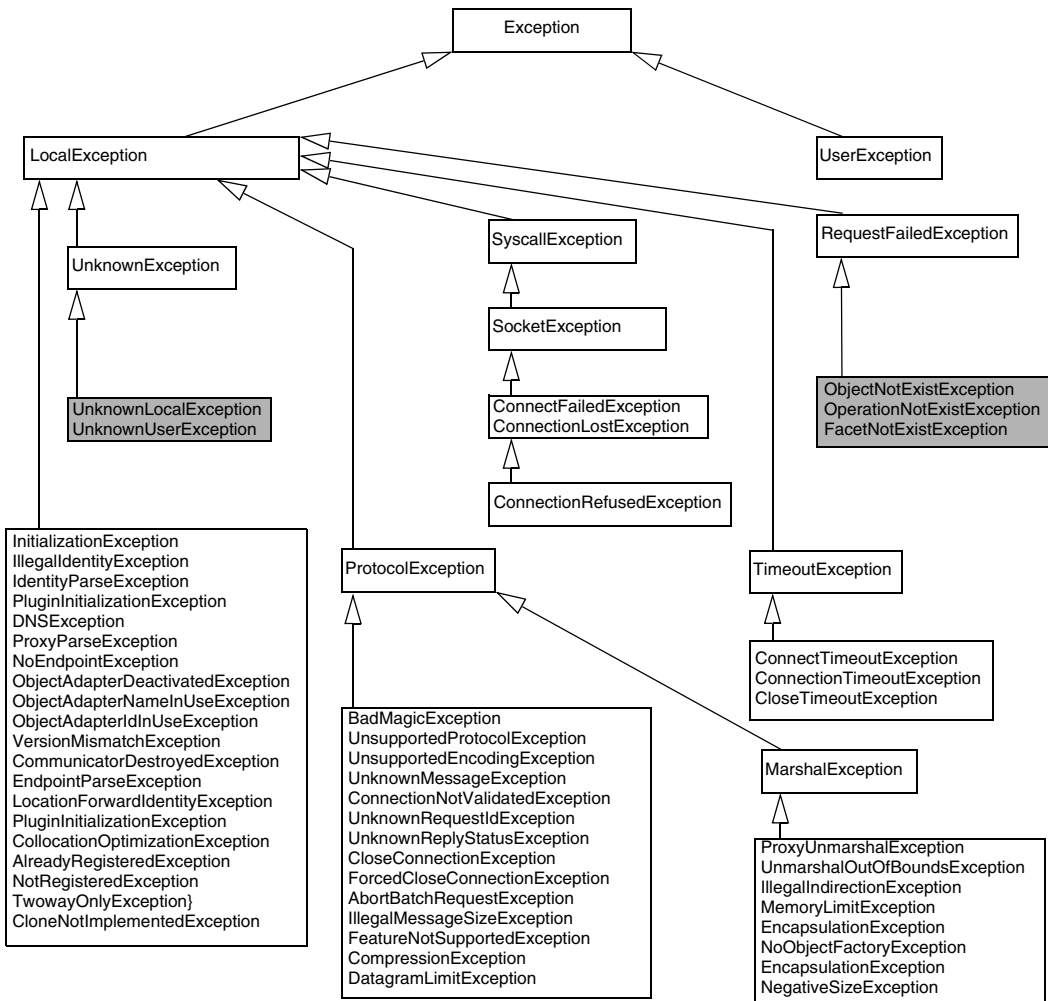 Exception
LocalException
UserException
UnknownException
SyscallException
RequestFailedException
SocketException
UnknownLocalException
UnknownUserException
ConnectFailedException
ConnectionLostException
ObjectNotExistException
OperationNotExistException
FacetNotExistException
ConnectionRefusedException
InitializationException
IllegalIdentityException
IdentityParseException
PluginInitializationException
DNSException
ProxyParseException
NoEndpointException
ObjectAdapterDeactivatedException
ObjectAdapterNameInUseException
ObjectAdapterIdInUseException
VersionMismatchException
CommunicatorDestroyedException
EndpointParseException
LocationForwardIdentityException
PluginInitializationException
CollocationOptimizationException
AlreadyRegisteredException
NotRegisteredException
TwowayOnlyException}
CloneNotImplementedException
ProtocolException
TimeoutException
ConnectTimeoutException
ConnectionTimeoutException
CloseTimeoutException
BadMagicException
UnsupportedProtocolException
UnsupportedEncodingException
UnknownMessageException
ConnectionNotValidatedException
UnknownRequestIdException
UnknownReplyStatusException
CloseConnectionException
ForcedCloseConnectionException
AbortBatchRequestException
IllegalMessageSizeException
FeatureNotSupportedException
CompressionException
DatagramLimitException
MarshalException
ProxyUnmarshalException
UnmarshalOutOfBoundsException
IllegalIndirectionException
MemoryLimitException
EncapsulationException
NoObjectFactoryException
EncapsulationException
NegativeSizeException